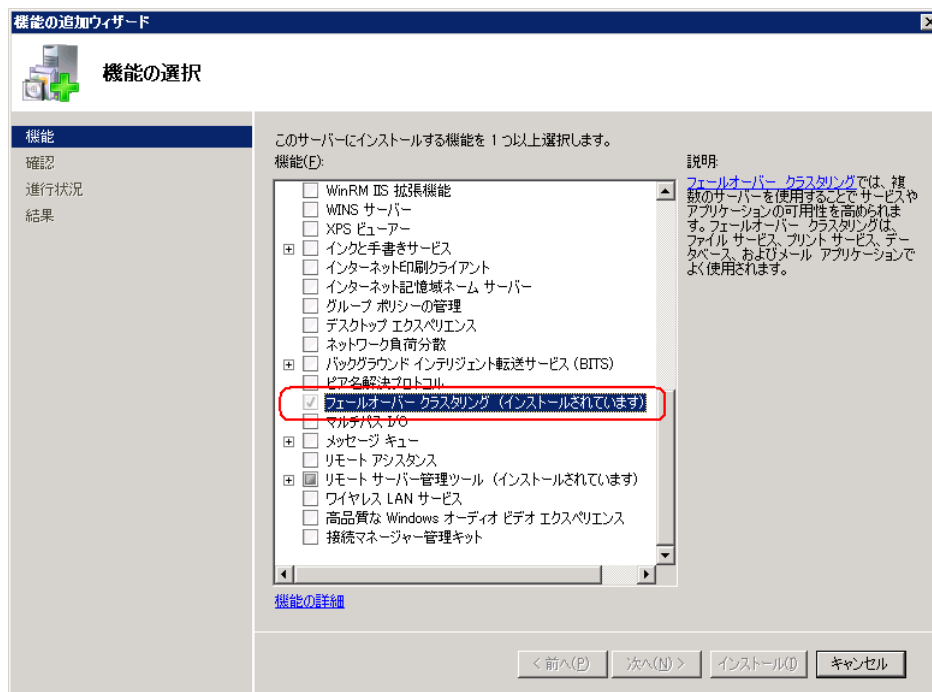 機能の追加ウィザード
機能の選択
機能
確認
進行状況
結果
このサーバーにインストールする機能を 1 つ以上選択します。
機能(F):
WinRM IIS 拡張機能
WINS サーバー
XPS ビューアー
インクと手書きサービス
インターネット印刷クライアント
インターネット記憶域ネーム サーバー
グループ ポリシーの管理
デスクトップ エクスペリエンス
ネットワーク負荷分散
バックグラウンド インテリジェント転送サービス (BITS)
ピア名解決プロトコル
フェールオーバー クラスタリング (インストールされています)
マルチパス I/O
メッセージ キュー
リモート アシスタンス
リモート サーバー管理ツール (インストールされています)
ワイヤレス LAN サービス
高品質な Windows オーディオ ビデオ エクスペリエンス
接続マネージャー管理キット
機能の詳細
説明:
フェールオーバー クラスタリングでは、複
数のサーバーを使用することでサービスや
アプリケーションの可用性を高められま
す。フェールオーバー クラスタリングは、
ファイル サービス、プリント サービス、デー
タベース、およびメール アプリケーションで
よく使用されます。
< 前へ(P)
次へ(N) >
インストール(I)
キャンセル